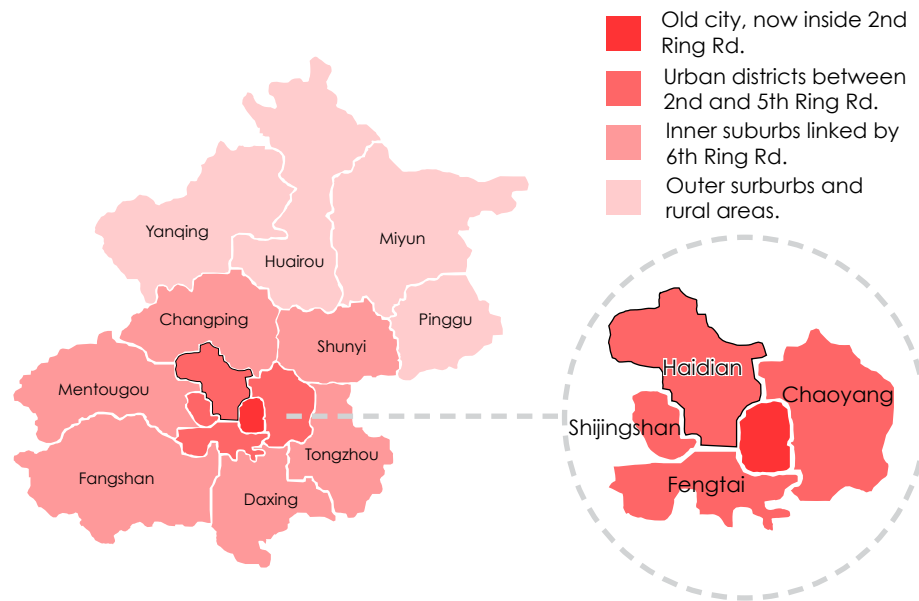 Old city, now inside 2nd
Ring Rd.
Urban districts between
2nd and 5th Ring Rd.
Inner suburbs linked by
6th Ring Rd.
Outer surburbs and
rural areas.
Yanqing
Miyun
Huairou
Changping
Pinggu
Shunyi
Mentougou
Tongzhou
Fangshan
Daxing
Haidian
Chaoyang
Shijingshan
Fengtai